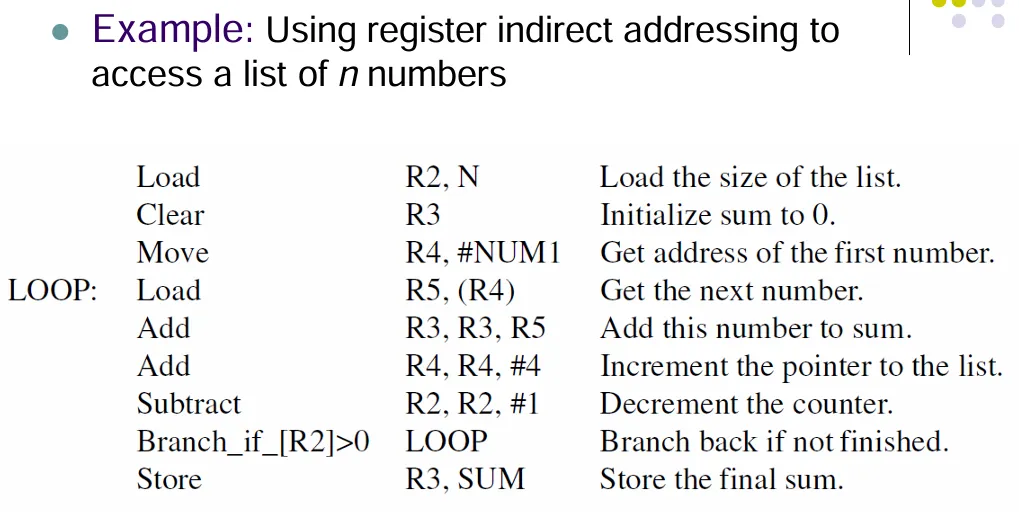 Example: Using register indirect addressing to
access a list of n numbers
Load R2, N Load the size of the list.
Clear R3 Initialize sum to 0.
Move R4, #NUM1 Get address of the first number.
LOOP: Load R5, (R4) Get the next number.
Add R3, R3, R5 Add this number to sum.
Add R4, R4, #4 Increment the pointer to the list.
Subtract R2, R2, #1 Decrement the counter.
Branch_if_[R2]>0 LOOP Branch back if not finished.
Store R3, SUM Store the final sum.